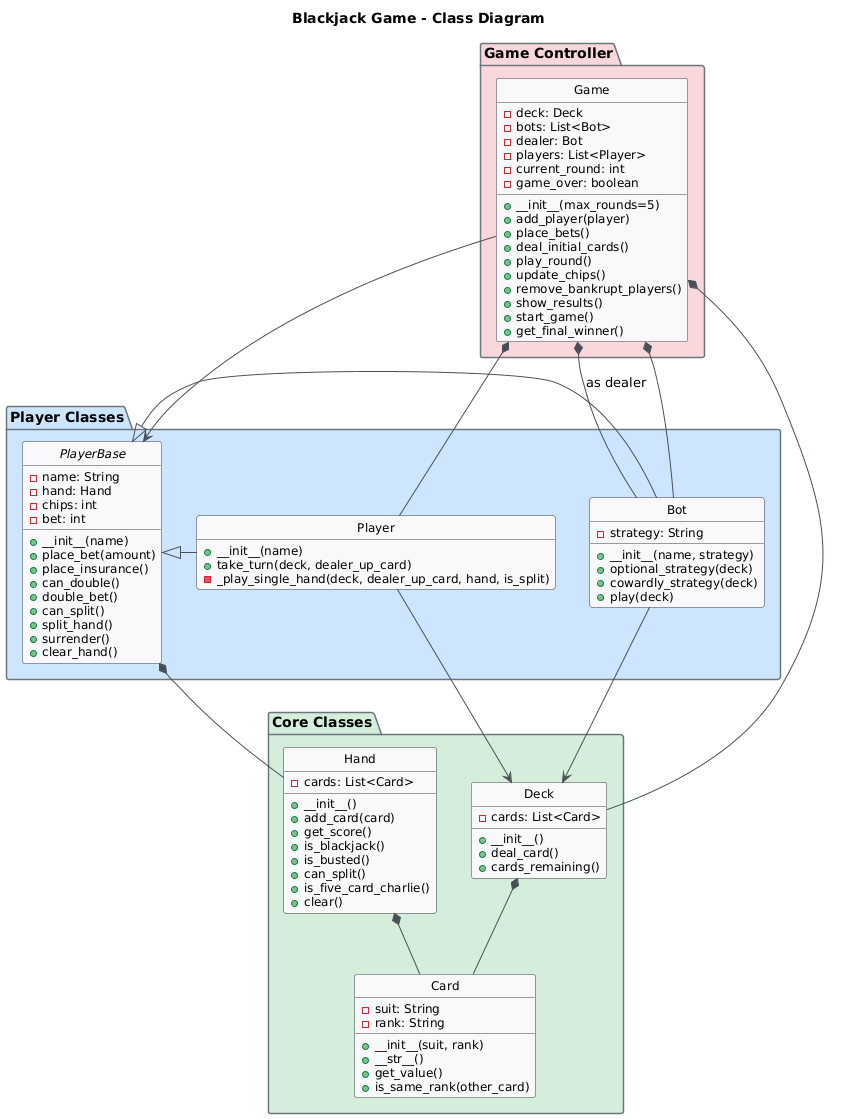 Blackjack Game - Class Diagram
Game Controller
Game
deck: Deck
bots: List<Bot>
dealer: Bot
players: List<Player>
current_round: int
game_over: boolean
__init__(max_rounds=5)
add_player(player)
place_bets()
deal_initial_cards()
play_round()
update_chips()
remove_bankrupt_players()
show_results()
start_game()
get_final_winner()
as dealer
Player Classes
PlayerBase
name: String
hand: Hand
chips: int
bet: int
__init__(name)
place_bet(amount)
place_insurance()
can_double()
double_bet()
can_split()
split_hand()
surrender()
clear_hand()
Player
__init__(name)
take_turn(deck, dealer_up_card)
_play_single_hand(deck, dealer_up_card, hand, is_split)
Bot
strategy: String
__init__(name, strategy)
optional_strategy(deck)
cowardly_strategy(deck)
play(deck)
Core Classes
Hand
cards: List<Card>
__init__()
add_card(card)
get_score()
is_blackjack()
is_busted()
can_split()
is_five_card_charlie()
clear()
Deck
cards: List<Card>
__init__()
deal_card()
cards_remaining()
Card
suit: String
rank: String
__init__(suit, rank)
__str__()
get_value()
is_same_rank(other_card)